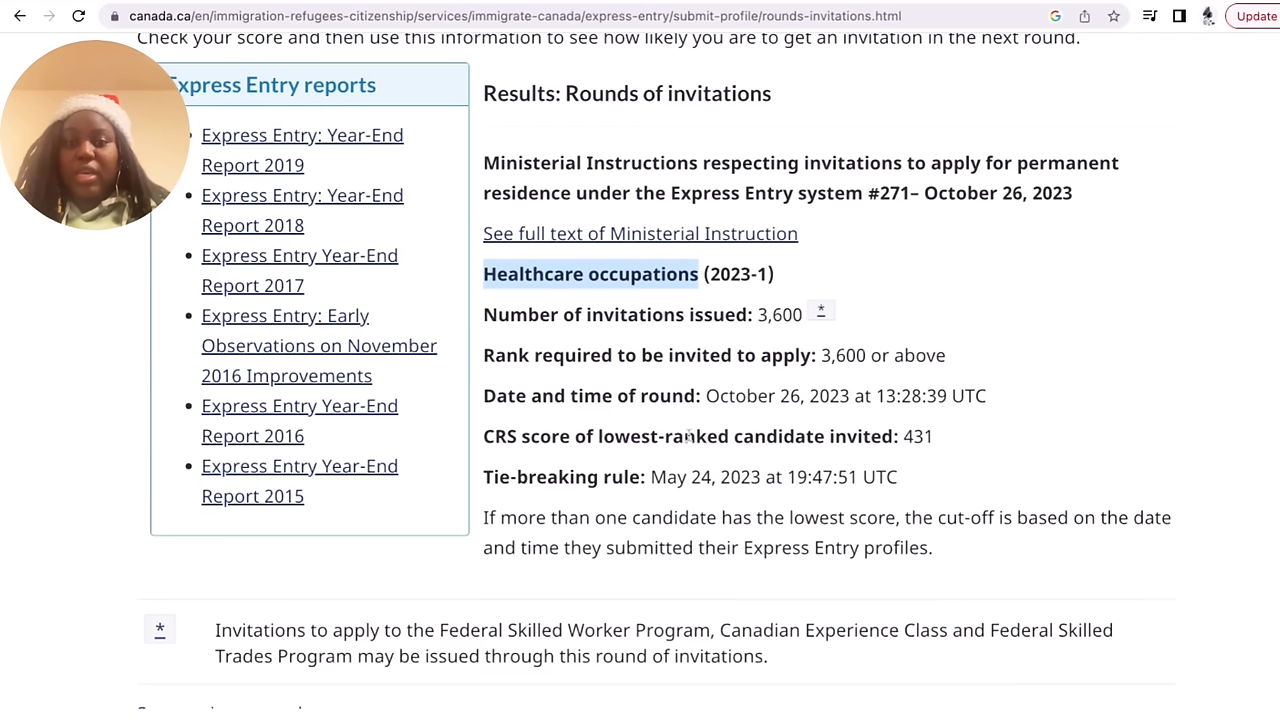 canada.ca/en/immigration-refugees-citizenship/services/immigrate-canada/express-entry/submit-profile/rounds-invitations.html
Update
Check your score and then use this information to see how likely you are to get an invitation in the next round.
Express Entry reports
Express Entry: Year-End
Report 2019
Express Entry: Year-End
Report 2018
Express Entry Year-End
Report 2017
Express Entry: Early
Observations on November
2016 Improvements
Express Entry Year-End
Report 2016
Express Entry Year-End
Report 2015
Results: Rounds of invitations
Ministerial Instructions respecting invitations to apply for permanent
residence under the Express Entry system #271– October 26, 2023
See full text of Ministerial Instruction
Healthcare occupations (2023-1)
Number of invitations issued: 3,600 *
Rank required to be invited to apply: 3,600 or above
Date and time of round: October 26, 2023 at 13:28:39 UTC
CRS score of lowest-ranked candidate invited: 431
Tie-breaking rule: May 24, 2023 at 19:47:51 UTC
If more than one candidate has the lowest score, the cut-off is based on the date
and time they submitted their Express Entry profiles.
* Invitations to apply to the Federal Skilled Worker Program, Canadian Experience Class and Federal Skilled
Trades Program may be issued through this round of invitations.